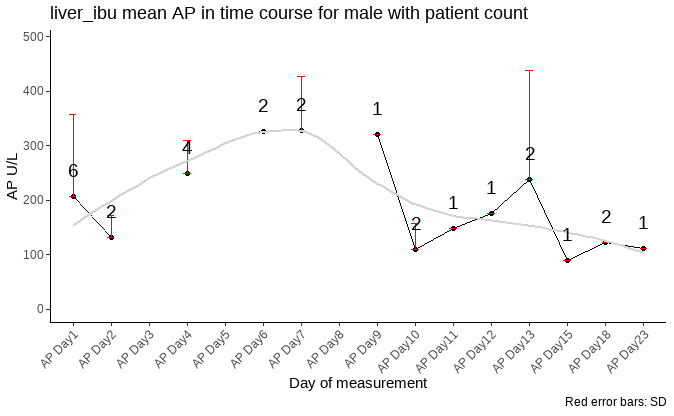 liver_ibu mean AP in time course for male with patient count
500
400
300
200
100
0
AP U/L
6
2
4
2
2
1
2
1
1
2
1
2
1
AP Day1
AP Day2
AP Day3
AP Day4
AP Day5
AP Day6
AP Day7
AP Day8
AP Day9
AP Day10
AP Day11
AP Day12
AP Day13
AP Day15
AP Day18
AP Day23
Day of measurement
Red error bars: SD